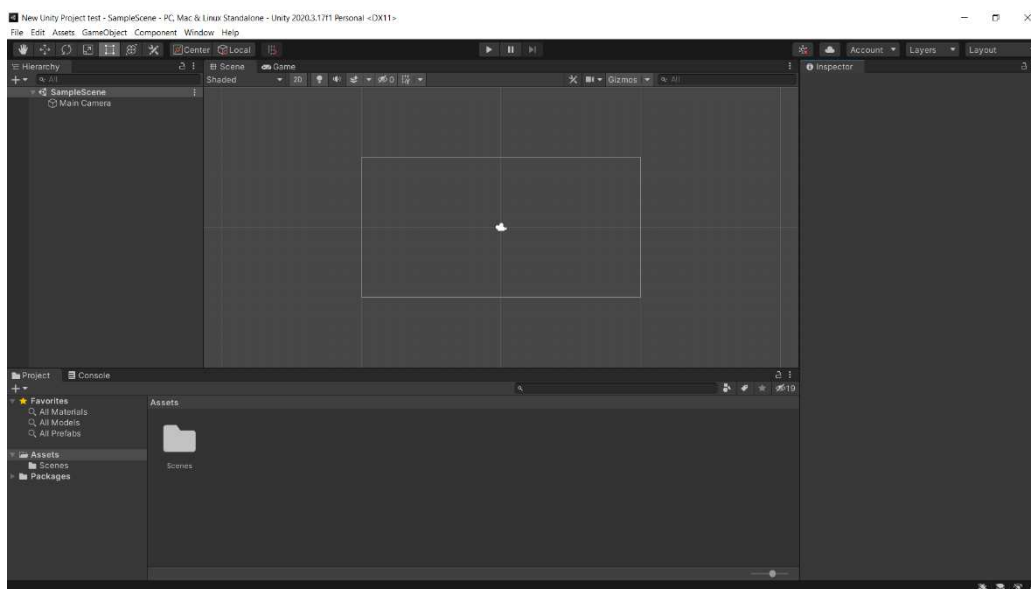 New Unity Project test - SampleScene - PC, Mac & Linux Standalone - Unity 2020.3.17f1 Personal <DX11>
File Edit Assets GameObject Component Window Help
Center Local Account Layers Layout
Hierarchy
All
SampleScene
Main Camera
Scene Game
Shaded 2D 0 Gizmos All
Inspector
Project Console
19
Favorites
All Materials
All Models
All Prefabs
Assets
Scenes
Packages
Assets
Scenes